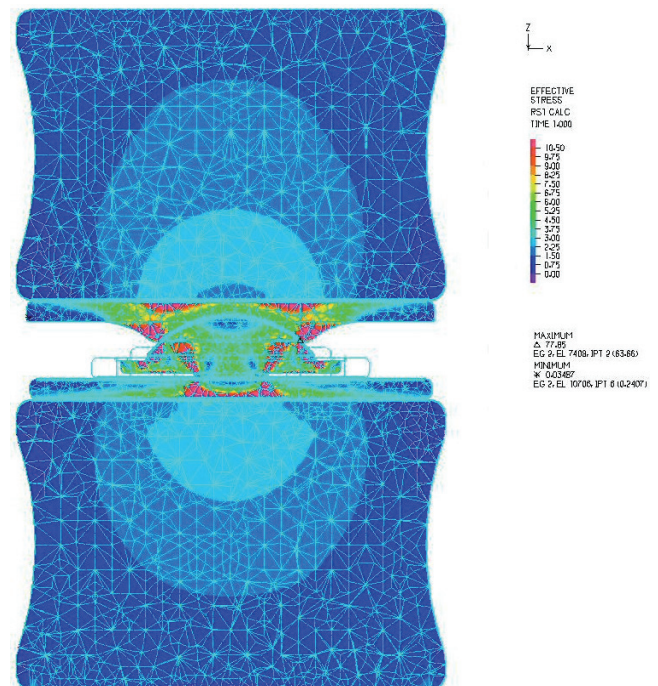 Z
X
EFFECTIVE
STRESS
RST CALC
TIME 1.000
10.50
9.75
9.00
8.25
7.50
6.75
6.00
5.25
4.50
3.75
3.00
2.25
1.50
0.75
0.00
MAXIMUM
Δ 77.85
EG 2, EL 7408, IPT 2 (63.66)
MINIMUM
✳ 0.03487
EG 2, EL 10706, IPT 6 (0.2407)